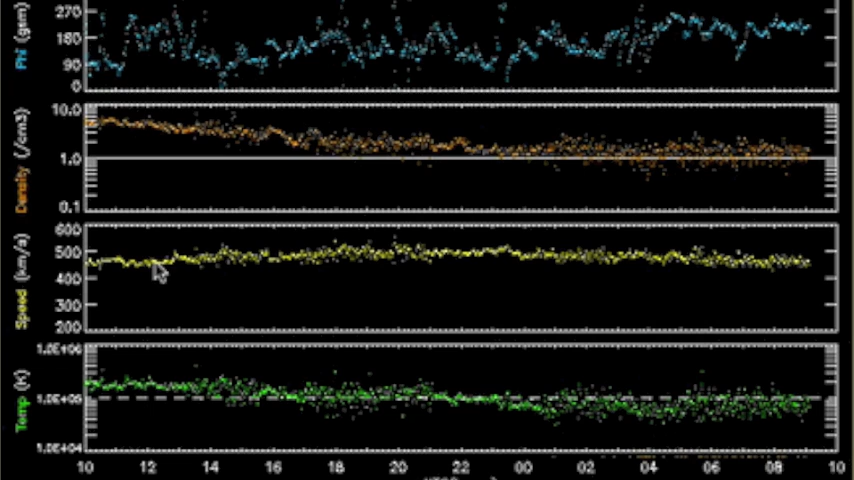 270
Phi (gsm)
180
90
0
10.0
Density (/cm3)
1.0
0.1
600
500
Speed (km/s)
400
300
200
1.0E+06
Temp (K)
1.0E+05
1.0E+04
10 12 14 16 18 20 22 00 02 04 06 08 10